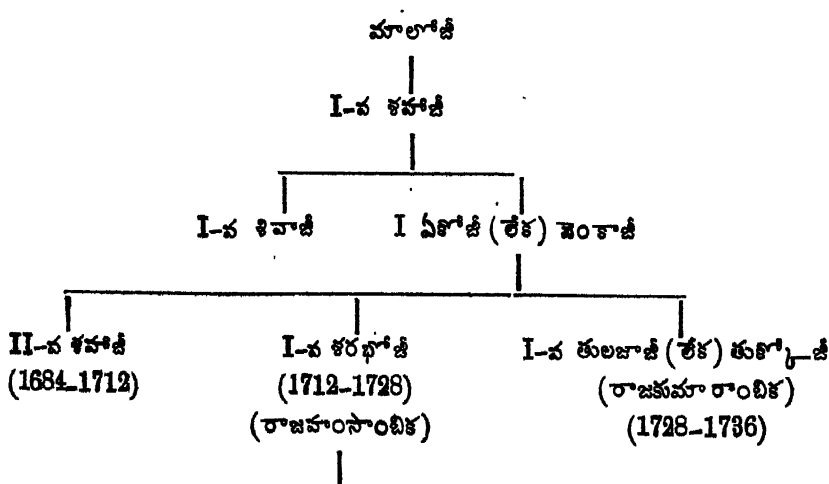 మాలోజీ
I-వ శహాజీ
I-వ శివాజీ I ఏకోజీ (లేక) వెంకాజీ
II-వ శహాజీ I-వ శరభోజీ I-వ తులజాజీ (లేక) తుక్కోజీ
(1684-1712) (1712-1728) (రాజకుమారాంబిక)
(రాజహంసాంబిక) (1728-1736)